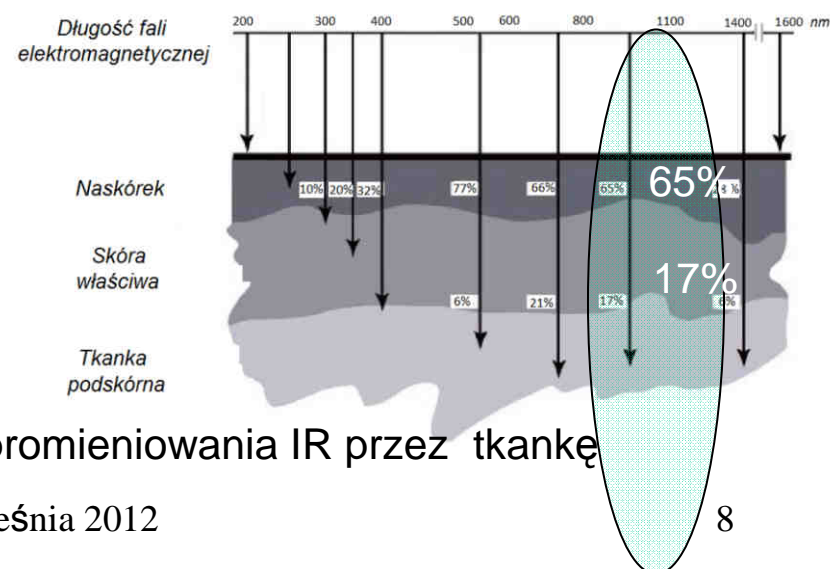 Długość fali 200 300 400 500 600 800 1100 1400 1600 nm
elektromagnetycznej
Naskórek 10% 20% 32% 77% 66% 65% 65%
Skóra
właściwa 17%
6% 21% 17% 6%
Tkanka
podskórna
promieniowania IR przez tkankę
2012 8